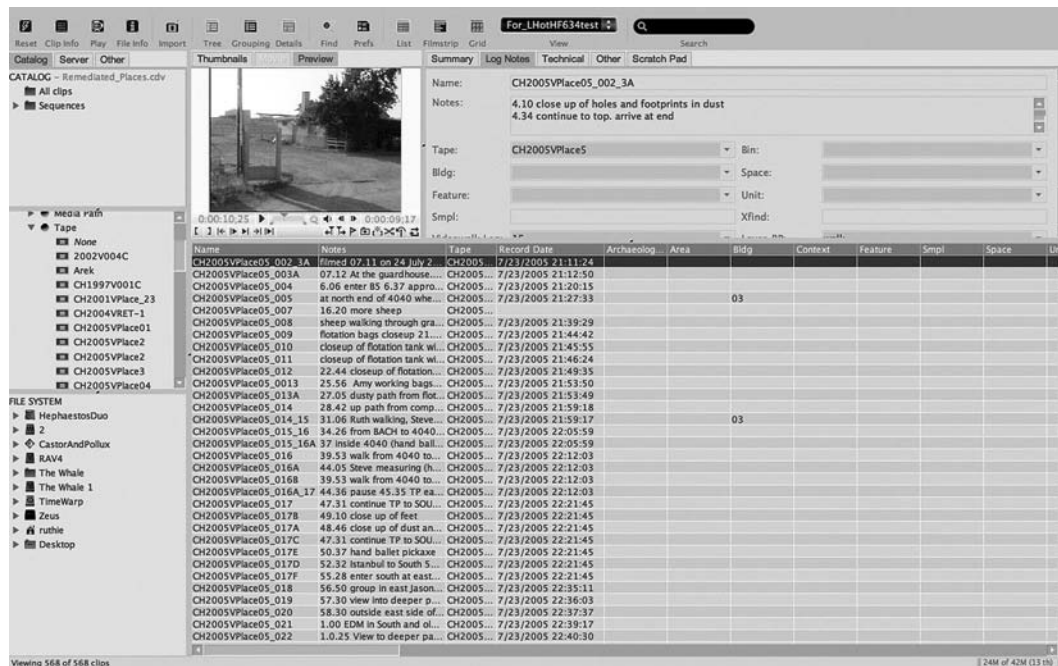 Reset Clip Info Play File Info Import Tree Grouping Details Find Prefs List Filmstrip Grid View Search
For_LHotHF634test
Catalog Server Other
CATALOG – Remediated_Places.cdv
All clips
Sequences
Media Path
Tape
None
2002V004C
Arek
CH1997V001C
CH2001VPlace_23
CH2004VRET-1
CH2005VPlace01
CH2005VPlace2
CH2005VPlace2
CH2005VPlace3
CH2005VPlace04
FILE SYSTEM
HephaestosDuo
2
CastorAndPollux
RAV4
The Whale
The Whale 1
TimeWarp
Zeus
ruthie
Desktop
Thumbnails Preview
0:00:10;25 0:00:09;17
Summary Log Notes Technical Other Scratch Pad
Name: CH2005VPlace05_002_3A
Notes: 4.10 close up of holes and footprints in dust
4.34 continue to top. arrive at end
Tape: CH2005VPlace5 Bin:
Bldg: Space:
Feature: Unit:
Smpl: Xfind:
Name Notes Tape Record Date Archaeolog... Area Bldg Context Feature Smpl Space
CH2005VPlace05_002_3A filmed 07.11 on 24 July 2... CH2005... 7/23/2005 21:11:24
CH2005VPlace05_003A 07.12 At the guardhouse.... CH2005... 7/23/2005 21:12:50
CH2005VPlace05_004 6.06 enter BS 6.37 appro... CH2005... 7/23/2005 21:20:15
CH2005VPlace05_005 at north end of 4040 whe... CH2005... 7/23/2005 21:27:33 03
CH2005VPlace05_007 16.20 more sheep CH2005...
CH2005VPlace05_008 sheep walking through gra... CH2005... 7/23/2005 21:39:29
CH2005VPlace05_009 flotation bags closeup 21.... CH2005... 7/23/2005 21:44:42
CH2005VPlace05_010 closeup of flotation tank wi... CH2005... 7/23/2005 21:45:55
CH2005VPlace05_011 closeup of flotation tank wi... CH2005... 7/23/2005 21:46:24
CH2005VPlace05_012 22.44 closeup of flotation... CH2005... 7/23/2005 21:49:35
CH2005VPlace05_0013 25.56 Amy working bags... CH2005... 7/23/2005 21:53:50
CH2005VPlace05_013A 27.05 dusty path from flot... CH2005... 7/23/2005 21:53:49
CH2005VPlace05_014 28.42 up path from comp... CH2005... 7/23/2005 21:59:18
CH2005VPlace05_014_15 31.06 Ruth walking, Steve... CH2005... 7/23/2005 21:59:17 03
CH2005VPlace05_015_16 34.26 from BACH to 4040... CH2005... 7/23/2005 22:05:59
CH2005VPlace05_015_16A 37 inside 4040 (hand ball... CH2005... 7/23/2005 22:05:59
CH2005VPlace05_016 39.53 walk from 4040 to... CH2005... 7/23/2005 22:12:03
CH2005VPlace05_016A 44.05 Steve measuring (h... CH2005... 7/23/2005 22:12:03
CH2005VPlace05_016B 39.53 walk from 4040 to... CH2005... 7/23/2005 22:12:03
CH2005VPlace05_016A_17 44.36 pause 45.35 TP ea... CH2005... 7/23/2005 22:12:03
CH2005VPlace05_017 47.31 continue TP to SOU... CH2005... 7/23/2005 22:21:45
CH2005VPlace05_017B 49.10 close up of feet CH2005... 7/23/2005 22:21:45
CH2005VPlace05_017A 48.46 close up of dust an... CH2005... 7/23/2005 22:21:45
CH2005VPlace05_017C 47.31 continue TP to SOU... CH2005... 7/23/2005 22:21:45
CH2005VPlace05_017E 50.37 hand ballet pickaxe CH2005... 7/23/2005 22:21:45
CH2005VPlace05_017D 52.32 Istanbul to South 5... CH2005... 7/23/2005 22:21:45
CH2005VPlace05_017F 55.28 enter south at east... CH2005... 7/23/2005 22:21:45
CH2005VPlace05_018 56.50 group in east Jason... CH2005... 7/23/2005 22:35:11
CH2005VPlace05_019 57.30 view into deeper p... CH2005... 7/23/2005 22:36:03
CH2005VPlace05_020 58.30 outside east side of... CH2005... 7/23/2005 22:37:37
CH2005VPlace05_021 1.00 EDM in South and ol... CH2005... 7/23/2005 22:39:17
CH2005VPlace05_022 1.0.25 View to deeper pa... CH2005... 7/23/2005 22:40:30
Viewing 568 of 568 clips 24M of 42M (13 th)